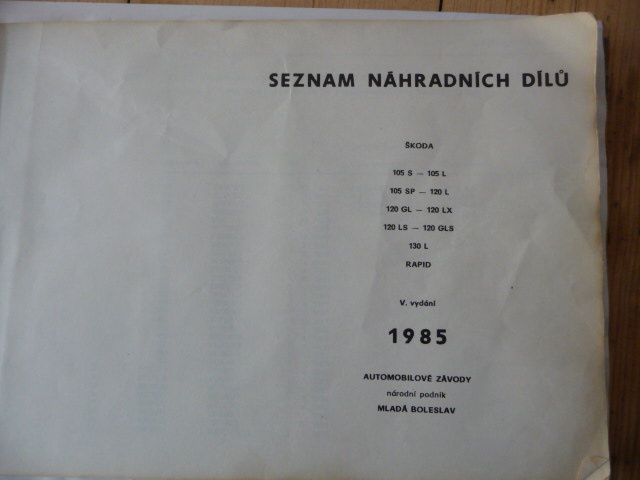 SEZNAM NÁHRADNÍCH DÍLŮ
ŠKODA
105 S — 105 L
105 SP — 120 L
120 GL — 120 LX
120 LS — 120 GLS
130 L
RAPID
V. vydání
1985
AUTOMOBILOVÉ ZÁVODY
národní podnik
MLADÁ BOLESLAV